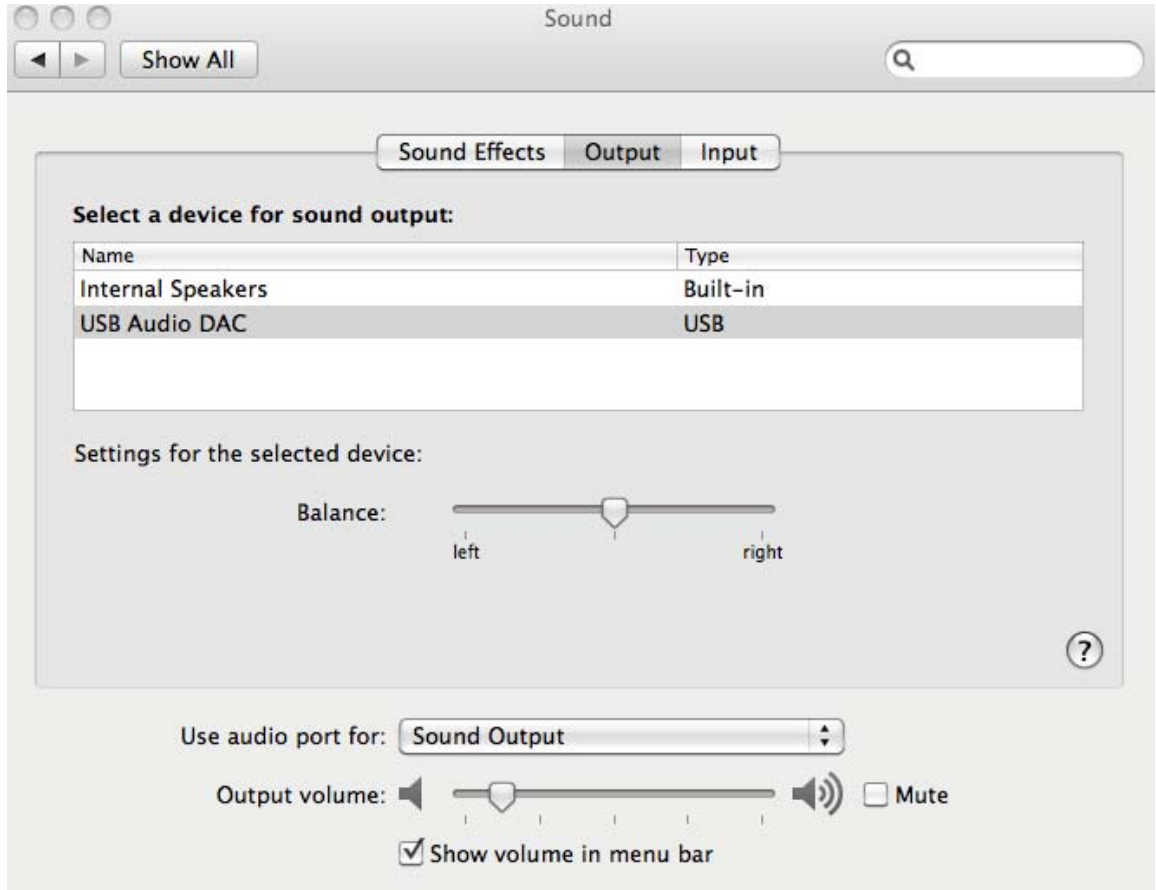 Sound
Show All
Sound Effects Output Input
Select a device for sound output:
Name Type
Internal Speakers Built-in
USB Audio DAC USB
Settings for the selected device:
Balance:
left right
?
Use audio port for: Sound Output
Output volume: Mute
Show volume in menu bar